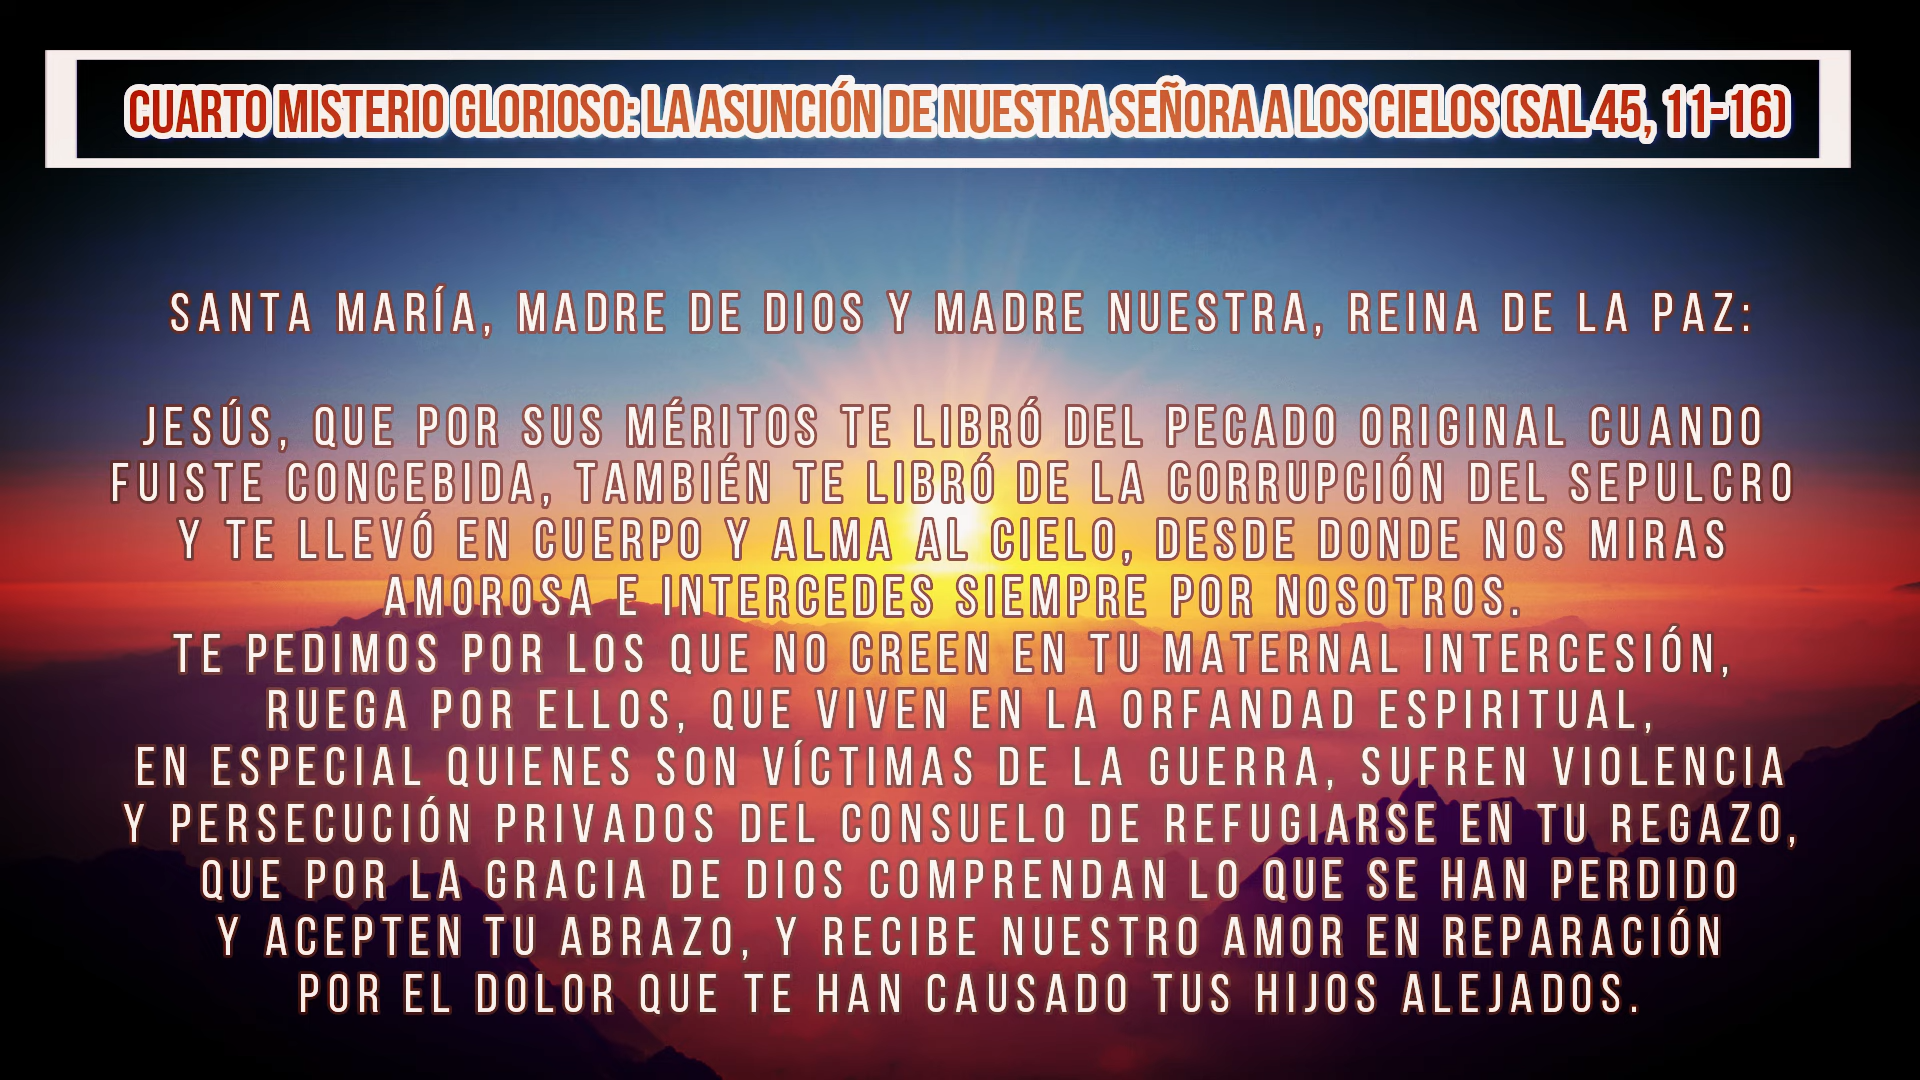 CUARTO MISTERIO GLORIOSO: LA ASUNCIÓN DE NUESTRA SEÑORA A LOS CIELOS (SAL 45, 11-16)
SANTA MARÍA, MADRE DE DIOS Y MADRE NUESTRA, REINA DE LA PAZ:
JESÚS, QUE POR SUS MÉRITOS TE LIBRÓ DEL PECADO ORIGINAL CUANDO
FUISTE CONCEBIDA, TAMBIÉN TE LIBRÓ DE LA CORRUPCIÓN DEL SEPULCRO
Y TE LLEVÓ EN CUERPO Y ALMA AL CIELO, DESDE DONDE NOS MIRAS
AMOROSA E INTERCEDES SIEMPRE POR NOSOTROS.
TE PEDIMOS POR LOS QUE NO CREEN EN TU MATERNAL INTERCESIÓN,
RUEGA POR ELLOS, QUE VIVEN EN LA ORFANDAD ESPIRITUAL,
EN ESPECIAL QUIENES SON VÍCTIMAS DE LA GUERRA, SUFREN VIOLENCIA
Y PERSECUCIÓN PRIVADOS DEL CONSUELO DE REFUGIARSE EN TU REGAZO,
QUE POR LA GRACIA DE DIOS COMPRENDAN LO QUE SE HAN PERDIDO
Y ACEPTEN TU ABRAZO, Y RECIBE NUESTRO AMOR EN REPARACIÓN
POR EL DOLOR QUE TE HAN CAUSADO TUS HIJOS ALEJADOS.